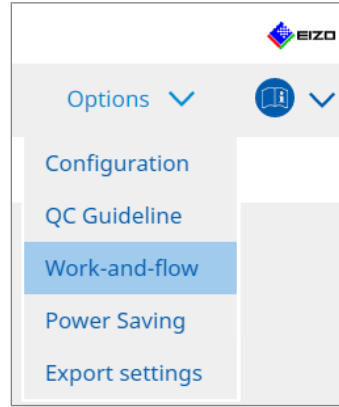 EIZO
Options
Configuration
QC Guideline
Work-and-flow
Power Saving
Export settings